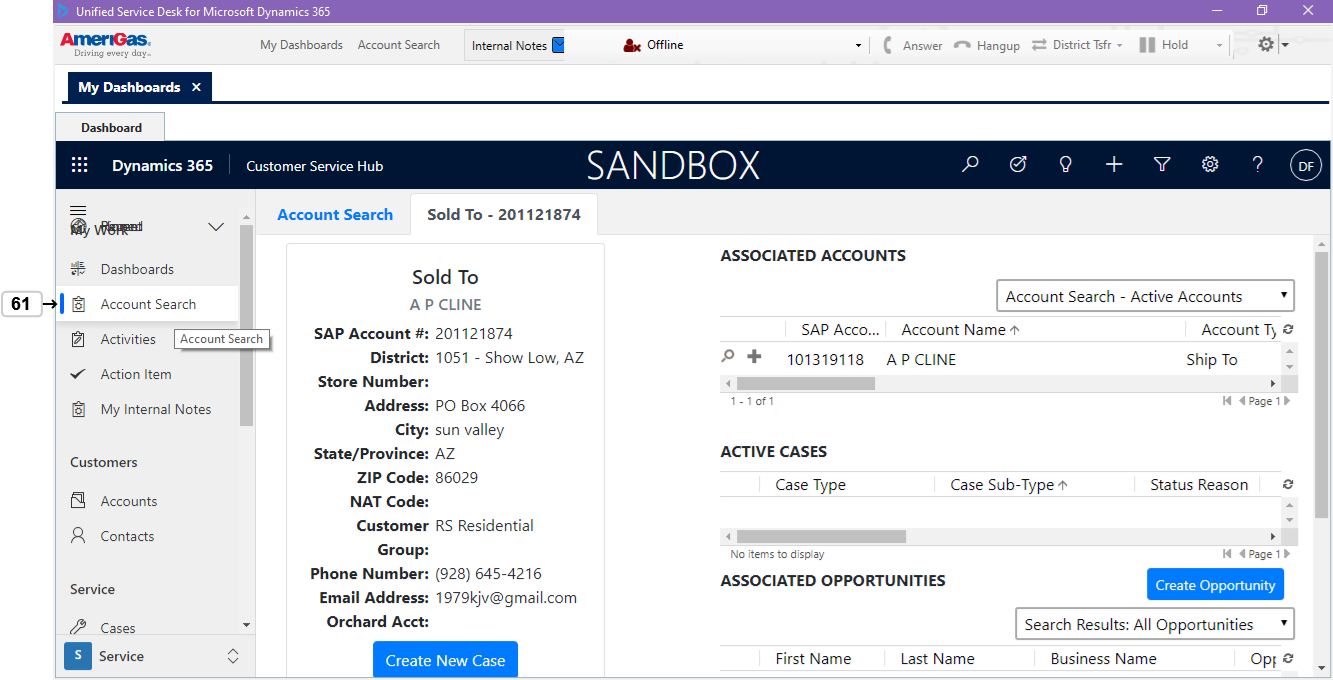 Unified Service Desk for Microsoft Dynamics 365
AmeriGas
Driving every day..
My Dashboards
Account Search
Internal Notes
Offline
Answer
Hangup
District Tsfr
Hold
My Dashboards ×
Dashboard
Dynamics 365
Customer Service Hub
SANDBOX
?
DF
My Work
Dashboards
61
Account Search
Activities
Account Search
Action Item
My Internal Notes
Customers
Accounts
Contacts
Service
Cases
S
Service
Account Search
Sold To - 201121874
Sold To
A P CLINE
SAP Account #: 201121874
District: 1051 - Show Low, AZ
Store Number:
Address: PO Box 4066
City: sun valley
State/Province: AZ
ZIP Code: 86029
NAT Code:
Customer RS Residential
Group:
Phone Number: (928) 645-4216
Email Address: 1979kjv@gmail.com
Orchard Acct:
Create New Case
ASSOCIATED ACCOUNTS
Account Search - Active Accounts
SAP Acco... Account Name Account Ty
101319118 A P CLINE Ship To
1 - 1 of 1
Page 1
ACTIVE CASES
Case Type Case Sub-Type Status Reason
No items to display
Page 1
ASSOCIATED OPPORTUNITIES
Create Opportunity
Search Results: All Opportunities
First Name Last Name Business Name Opp